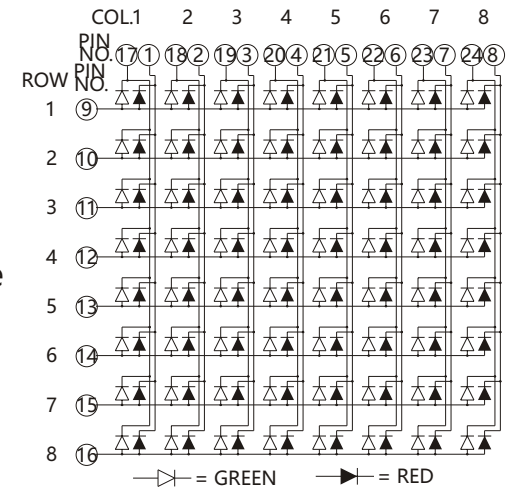 COL.1 2 3 4 5 6 7 8
PIN NO. 17 1 18 2 19 3 20 4 21 5 22 6 23 7 24 8
ROW PIN NO.
1 9
2 10
3 11
4 12
e
5 13
6 14
7 15
8 16
= GREEN = RED